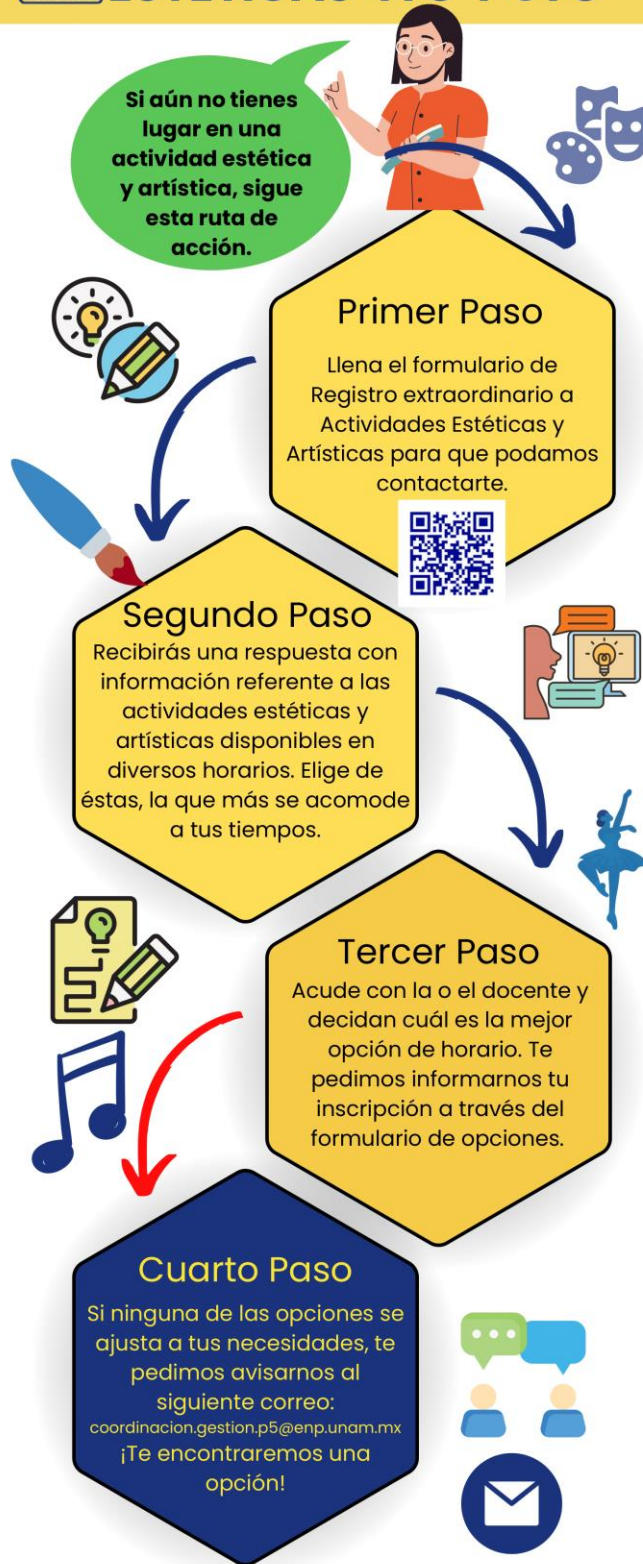 Si aún no tienes
lugar en una
actividad estética
y artística, sigue
esta ruta de
acción.
Primer Paso
Llena el formulario de
Registro extraordinario a
Actividades Estéticas y
Artísticas para que podamos
contactarte.
Segundo Paso
Recibirás una respuesta con
información referente a las
actividades estéticas y
artísticas disponibles en
diversos horarios. Elige de
éstas, la que más se acomode
a tus tiempos.
Tercer Paso
Acude con la o el docente y
decidan cuál es la mejor
opción de horario. Te
pedimos informarnos tu
inscripción a través del
formulario de opciones.
Cuarto Paso
Si ninguna de las opciones se
ajusta a tus necesidades, te
pedimos avisarnos al
siguiente correo:
coordinacion.gestion.p5@enp.unam.mx
¡Te encontraremos una
opción!